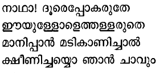 നാഥാ! ദൂരെപ്പോകരുതേ
ഈയുള്ളോളെത്തള്ളരുതെ
മാനിപ്പാൻ മടികാണിച്ചാൽ
ക്ഷീണിച്ചയ്യൊ ഞാൻ ചാവും